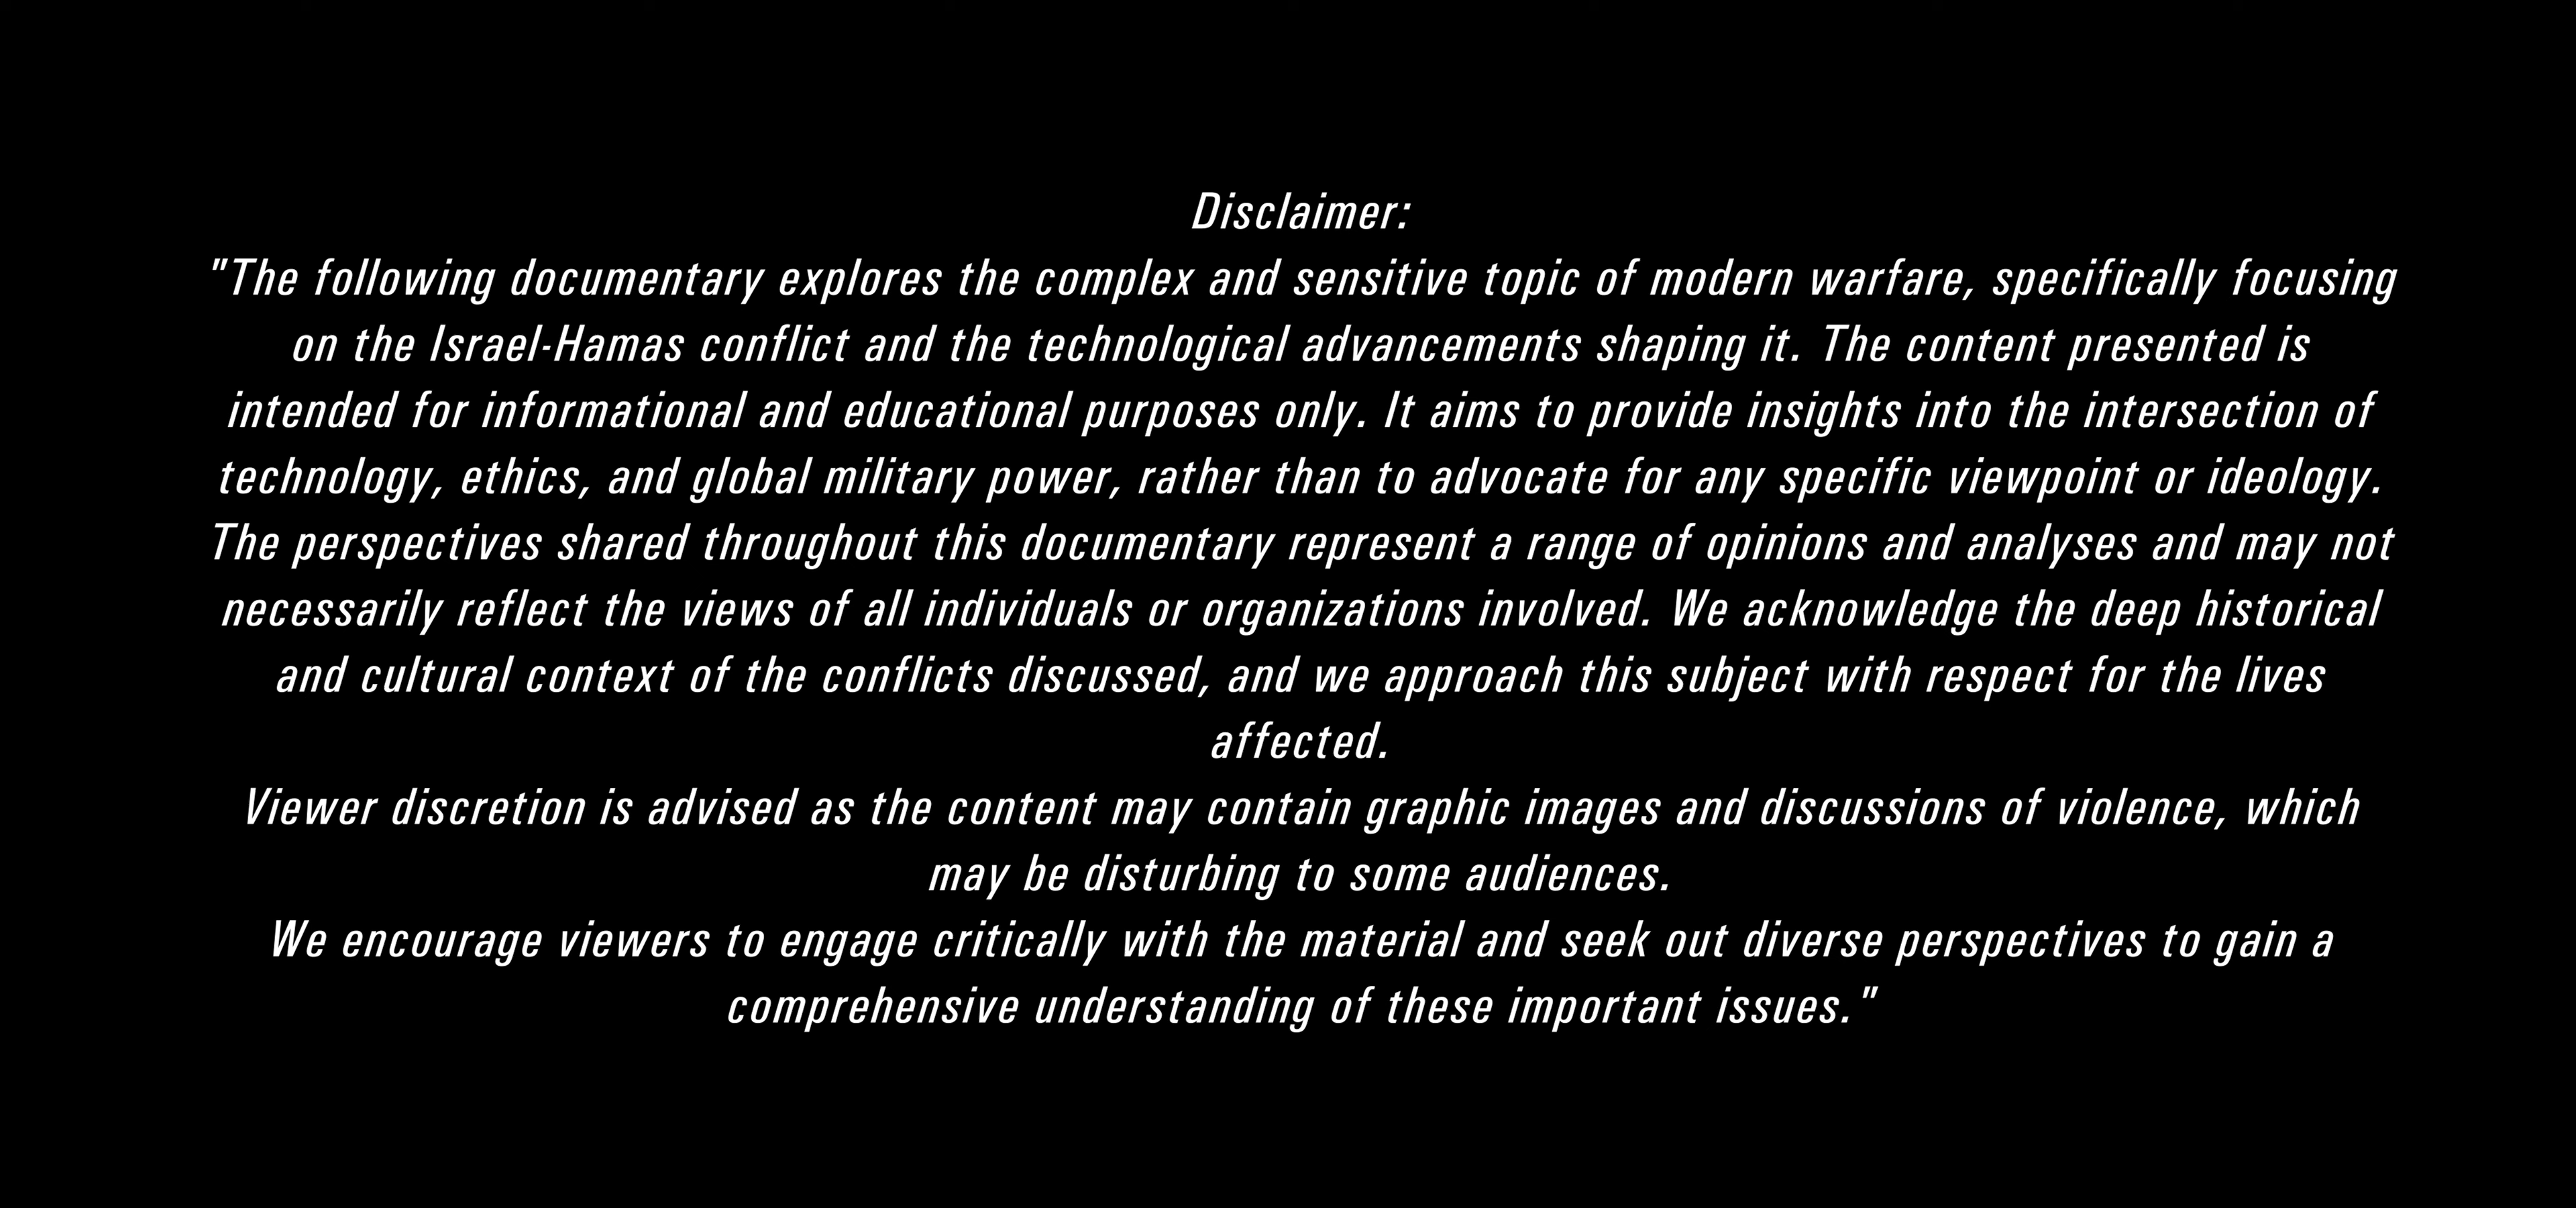 Disclaimer:
"The following documentary explores the complex and sensitive topic of modern warfare, specifically focusing
on the Israel-Hamas conflict and the technological advancements shaping it. The content presented is
intended for informational and educational purposes only. It aims to provide insights into the intersection of
technology, ethics, and global military power, rather than to advocate for any specific viewpoint or ideology.
The perspectives shared throughout this documentary represent a range of opinions and analyses and may not
necessarily reflect the views of all individuals or organizations involved. We acknowledge the deep historical
and cultural context of the conflicts discussed, and we approach this subject with respect for the lives
affected.
Viewer discretion is advised as the content may contain graphic images and discussions of violence, which
may be disturbing to some audiences.
We encourage viewers to engage critically with the material and seek out diverse perspectives to gain a
comprehensive understanding of these important issues."